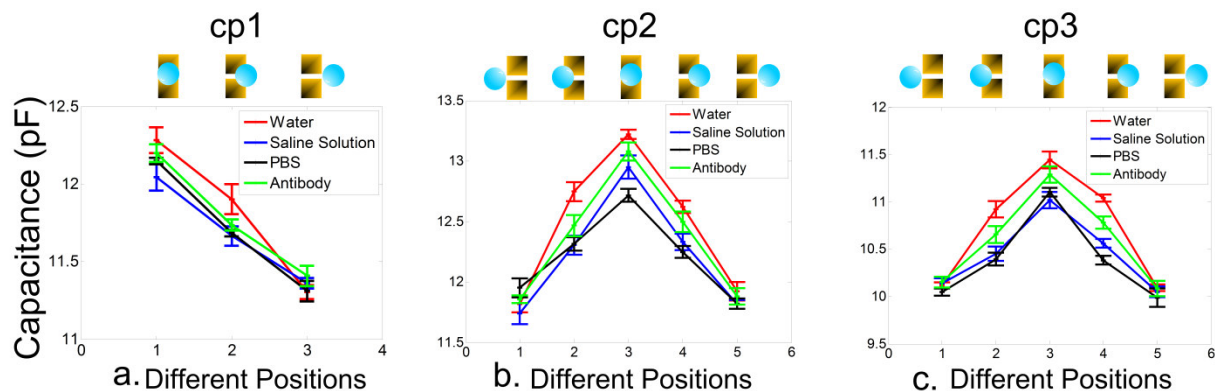 cp1
cp2
cp3
Capacitance (pF)
12.5
12
11.5
11
0
1
2
3
4
Water
Saline Solution
PBS
Antibody
a. Different Positions
13.5
13
12.5
12
11.5
0
1
2
3
4
5
6
Water
Saline Solution
PBS
Antibody
b. Different Positions
12
11.5
11
10.5
10
9.5
0
1
2
3
4
5
6
Water
Saline Solution
PBS
Antibody
c. Different Positions